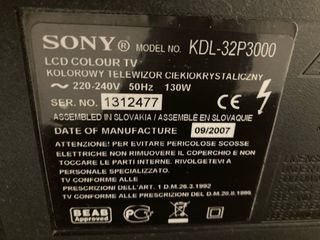 SONY® MODEL NO. KDL-32P3000
LCD COLOUR TV
KOLOROWY TELEWIZOR CIEKŁOKRYSTALICZNY
～ 220-240V 50Hz 130W
SER. NO. 1312477
CE
ASSEMBLED IN SLOVAKIA / ASSEMBLE EN SLOVAQUIE
DATE OF MANUFACTURE 09/2007
ATTENZIONE! PER EVITARE PERICOLOSE SCOSSE
ELETTRICHE NON RIMUOVERE IL COPERCHIO E NON
TOCCARE LE PARTI INTERNE. RIVOLGETEVI A
PERSONALE SPECIALIZZATO.
TV CONFORME ALLE
PRESCRIZIONI DELL'ART. 1 D.M.26.3.1992
TV CONFORME ALLE PRESCRIZIONI DEL D.M. 26.8.1995
BEAB
Approved